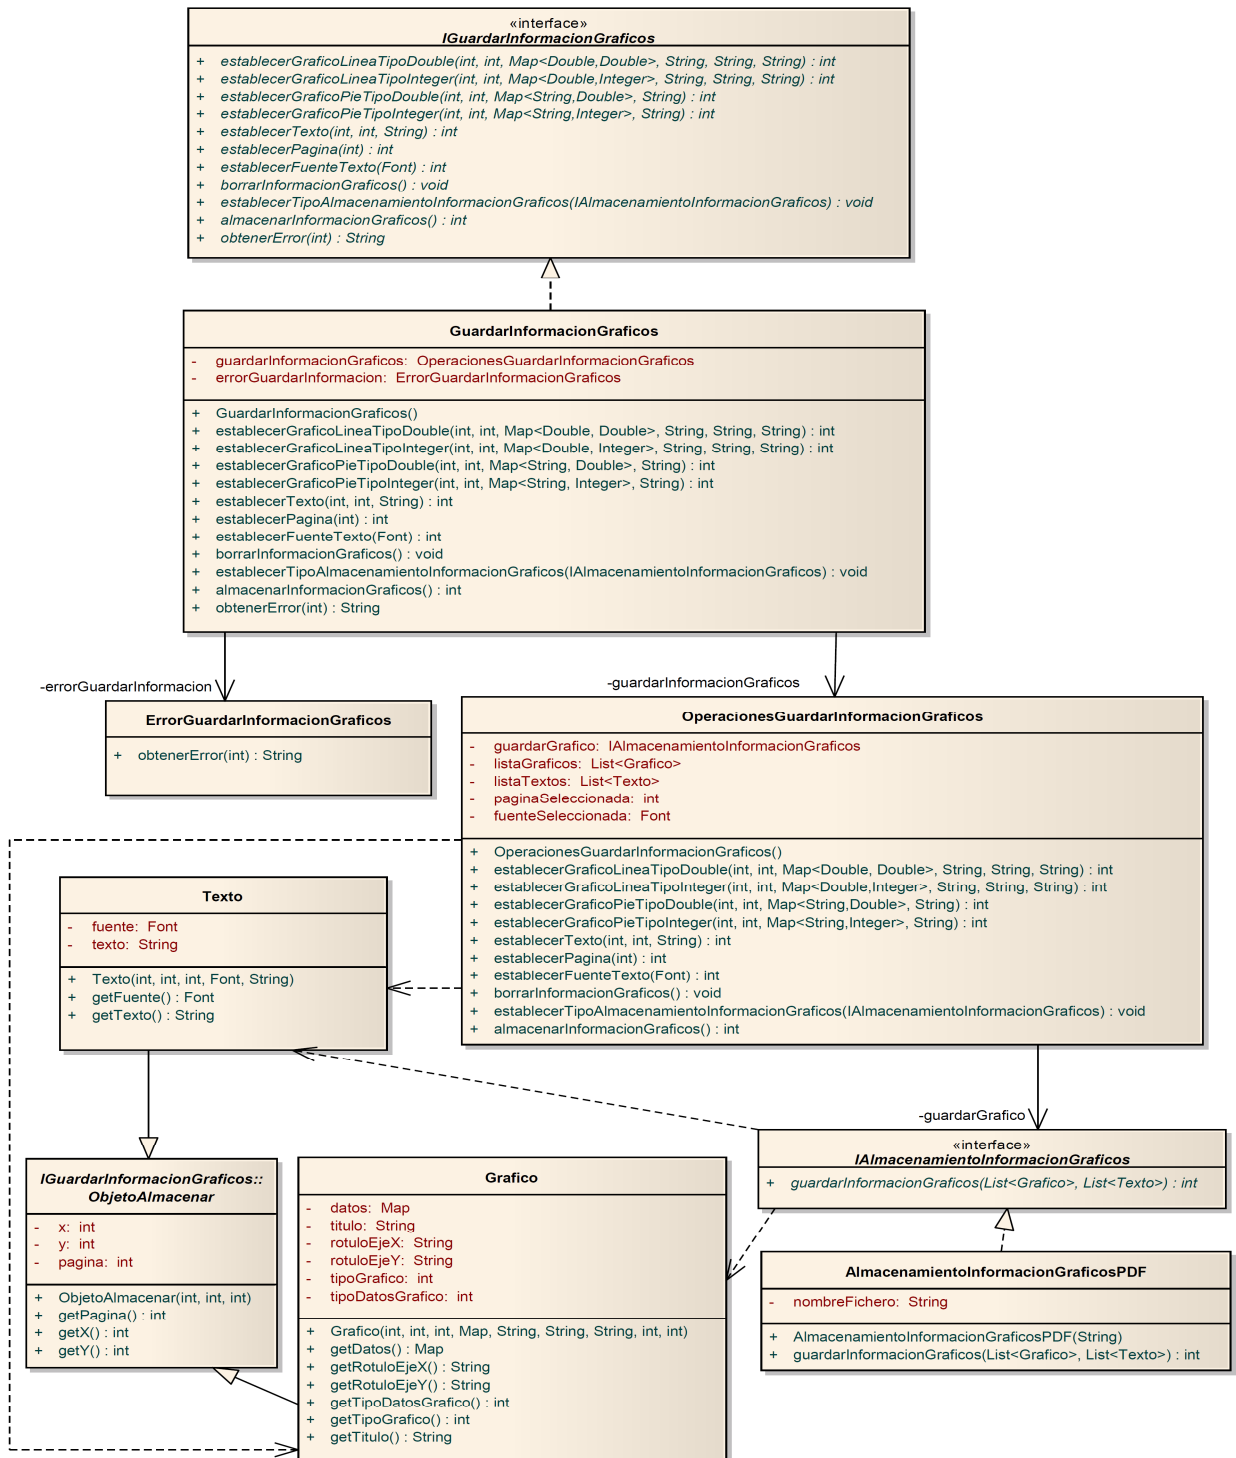 «interface»
IGuardarInformacionGraficos
+ establecerGraficoLineaTipoDouble(int, int, Map<Double,Double>, String, String, String) : int
+ establecerGraficoLineaTipoInteger(int, int, Map<Double,Integer>, String, String, String) : int
+ establecerGraficoPieTipoDouble(int, int, Map<String,Double>, String) : int
+ establecerGraficoPieTipoInteger(int, int, Map<String,Integer>, String) : int
+ establecerTexto(int, int, String) : int
+ establecerPagina(int) : int
+ establecerFuenteTexto(Font) : int
+ borrarInformacionGraficos() : void
+ establecerTipoAlmacenamientoInformacionGraficos(IAlmacenamientoInformacionGraficos) : void
+ almacenarInformacionGraficos() : int
+ obtenerError(int) : String
GuardarInformacionGraficos
- guardarInformacionGraficos: OperacionesGuardarInformacionGraficos
- errorGuardarInformacion: ErrorGuardarInformacionGraficos
+ GuardarInformacionGraficos()
+ establecerGraficoLineaTipoDouble(int, int, Map<Double, Double>, String, String, String) : int
+ establecerGraficoLineaTipoInteger(int, int, Map<Double, Integer>, String, String, String) : int
+ establecerGraficoPieTipoDouble(int, int, Map<String, Double>, String) : int
+ establecerGraficoPieTipoInteger(int, int, Map<String, Integer>, String) : int
+ establecerTexto(int, int, String) : int
+ establecerPagina(int) : int
+ establecerFuenteTexto(Font) : int
+ borrarInformacionGraficos() : void
+ establecerTipoAlmacenamientoInformacionGraficos(IAlmacenamientoInformacionGraficos) : void
+ almacenarInformacionGraficos() : int
+ obtenerError(int) : String
-errorGuardarInformacion
-guardarInformacionGraficos
ErrorGuardarInformacionGraficos
+ obtenerError(int) : String
OperacionesGuardarInformacionGraficos
- guardarGrafico: IAlmacenamientoInformacionGraficos
- listaGraficos: List<Grafico>
- listaTextos: List<Texto>
- paginaSeleccionada: int
- fuenteSeleccionada: Font
+ OperacionesGuardarInformacionGraficos()
+ establecerGraficoLineaTipoDouble(int, int, Map<Double, Double>, String, String, String) : int
+ establecerGraficoLineaTipoInteger(int, int, Map<Double,Integer>, String, String, String) : int
+ establecerGraficoPieTipoDouble(int, int, Map<String,Double>, String) : int
+ establecerGraficoPieTipoInteger(int, int, Map<String,Integer>, String) : int
+ establecerTexto(int, int, String) : int
+ establecerPagina(int) : int
+ establecerFuenteTexto(Font) : int
+ borrarInformacionGraficos() : void
+ establecerTipoAlmacenamientoInformacionGraficos(IAlmacenamientoInformacionGraficos) : void
+ almacenarInformacionGraficos() : int
Texto
- fuente: Font
- texto: String
+ Texto(int, int, int, Font, String)
+ getFuente() : Font
+ getTexto() : String
-guardarGrafico
«interface»
IAlmacenamientoInformacionGraficos
+ guardarInformacionGraficos(List<Grafico>, List<Texto>) : int
IGuardarInformacionGraficos::
ObjetoAlmacenar
- x: int
- y: int
- pagina: int
+ ObjetoAlmacenar(int, int, int)
+ getPagina() : int
+ getX() : int
+ getY() : int
Grafico
- datos: Map
- titulo: String
- rotuloEjeX: String
- rotuloEjeY: String
- tipoGrafico: int
- tipoDatosGrafico: int
+ Grafico(int, int, int, Map, String, String, String, int, int)
+ getDatos() : Map
+ getRotuloEjeX() : String
+ getRotuloEjeY() : String
+ getTipoDatosGrafico() : int
+ getTipoGrafico() : int
+ getTitulo() : String
AlmacenamientoInformacionGraficosPDF
- nombreFichero: String
+ AlmacenamientoInformacionGraficosPDF(String)
+ guardarInformacionGraficos(List<Grafico>, List<Texto>) : int